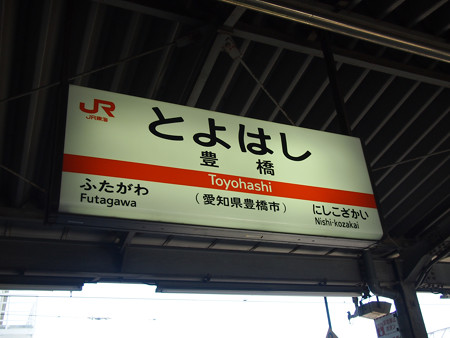 JR
JR東海
とよはし
豊橋
Toyohashi
ふたがわ
Futagawa
(愛知県豊橋市)
にしこざかい
Nishi-kozakai